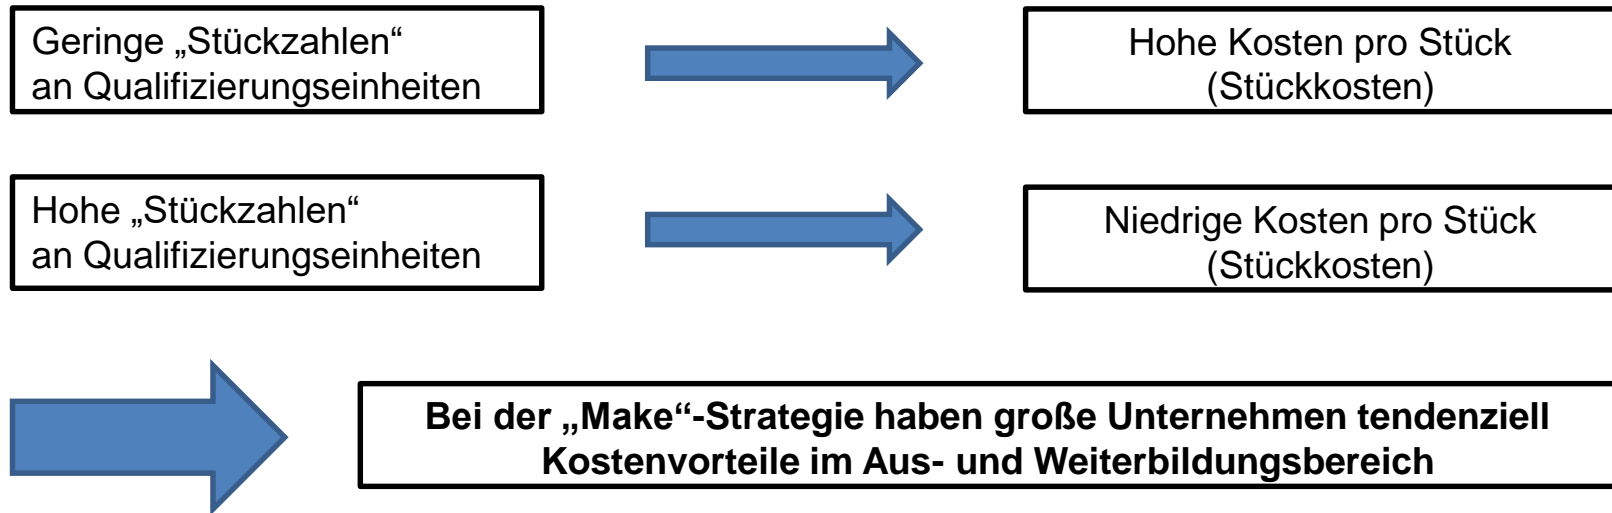 Geringe „Stückzahlen“
an Qualifizierungseinheiten
Hohe Kosten pro Stück
(Stückkosten)
Hohe „Stückzahlen“
an Qualifizierungseinheiten
Niedrige Kosten pro Stück
(Stückkosten)
Bei der „Make“-Strategie haben große Unternehmen tendenziell
Kostenvorteile im Aus- und Weiterbildungsbereich